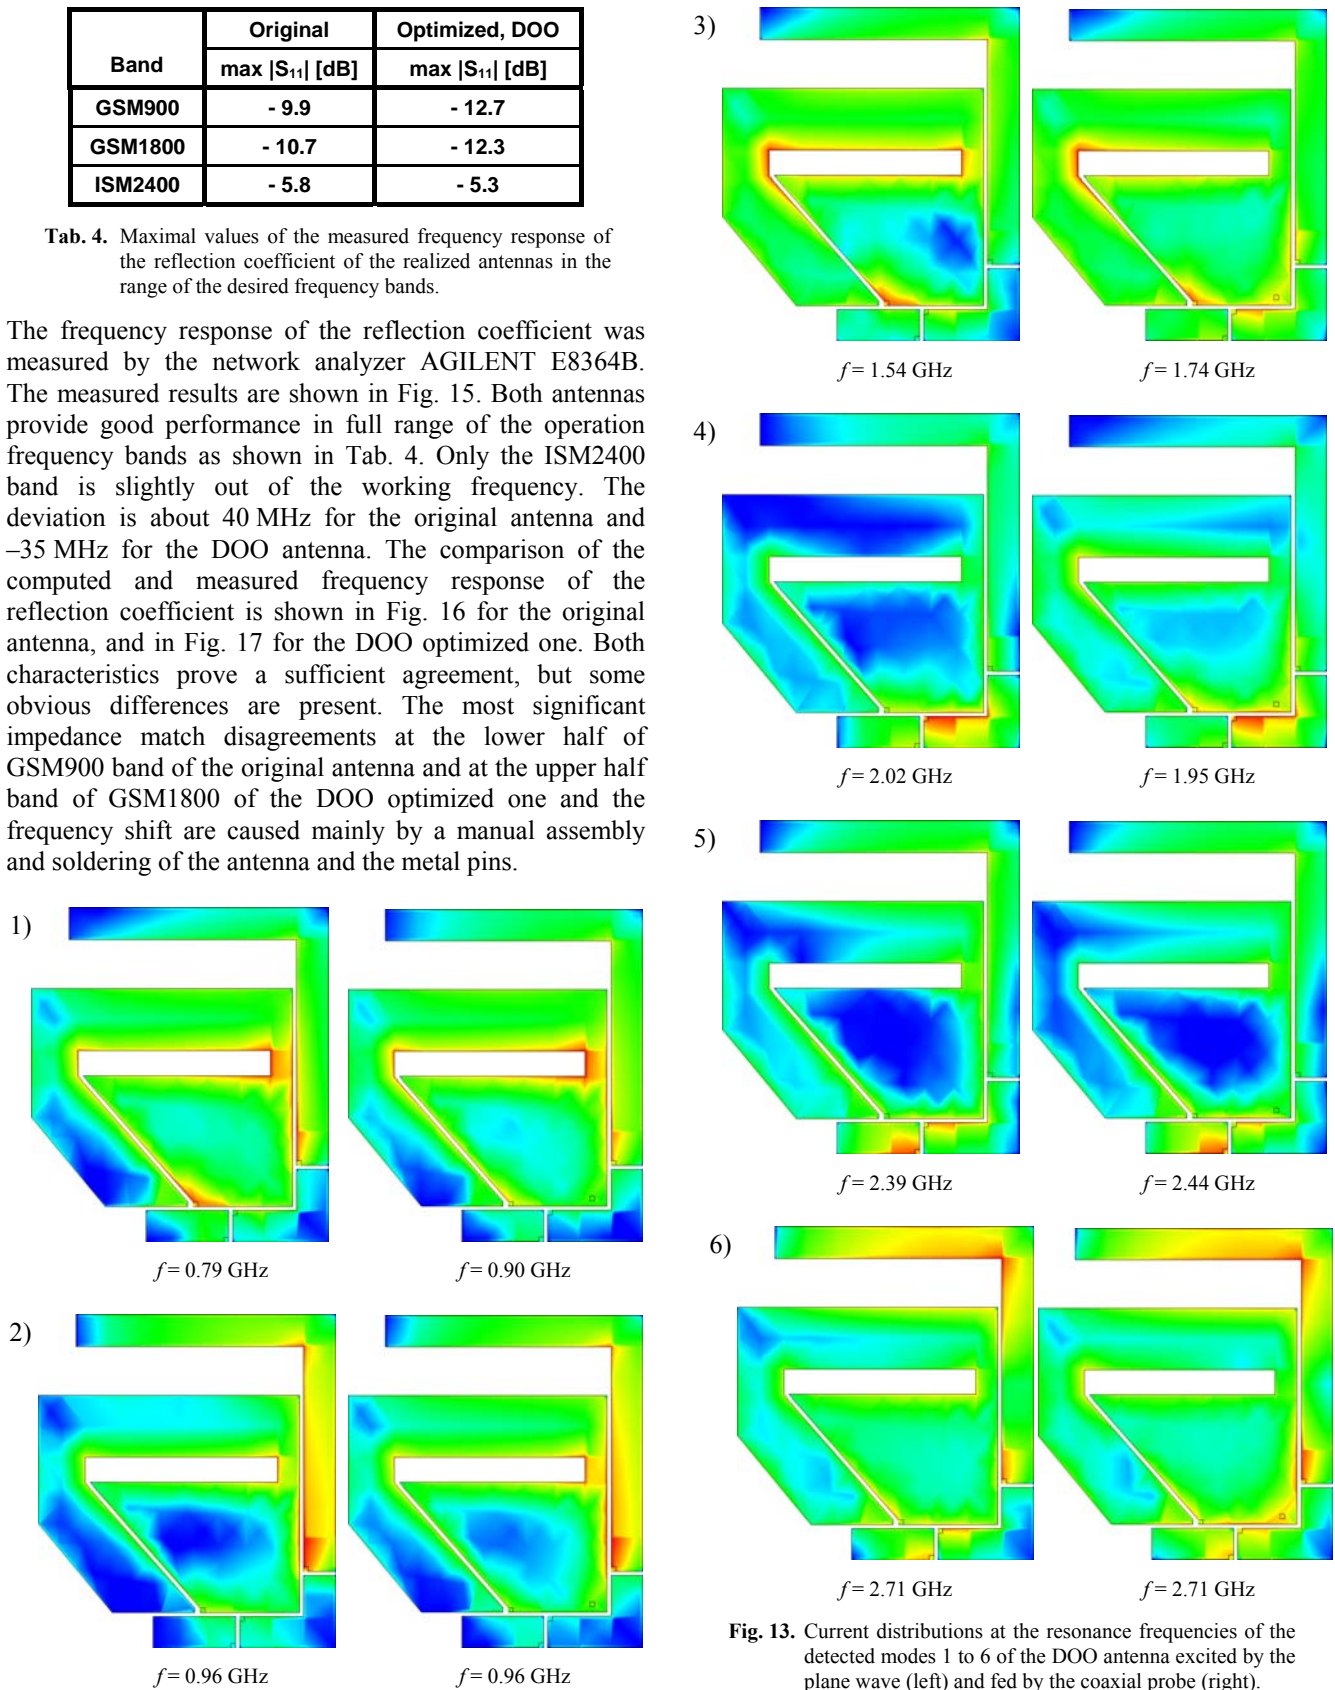 Band Original Optimized, DOO
max |S11| [dB] max |S11| [dB]
GSM900 - 9.9 - 12.7
GSM1800 - 10.7 - 12.3
ISM2400 - 5.8 - 5.3
Tab. 4. Maximal values of the measured frequency response of
the reflection coefficient of the realized antennas in the
range of the desired frequency bands.
The frequency response of the reflection coefficient was
measured by the network analyzer AGILENT E8364B.
The measured results are shown in Fig. 15. Both antennas
provide good performance in full range of the operation
frequency bands as shown in Tab. 4. Only the ISM2400
band is slightly out of the working frequency. The
deviation is about 40 MHz for the original antenna and
–35 MHz for the DOO antenna. The comparison of the
computed and measured frequency response of the
reflection coefficient is shown in Fig. 16 for the original
antenna, and in Fig. 17 for the DOO optimized one. Both
characteristics prove a sufficient agreement, but some
obvious differences are present. The most significant
impedance match disagreements at the lower half of
GSM900 band of the original antenna and at the upper half
band of GSM1800 of the DOO optimized one and the
frequency shift are caused mainly by a manual assembly
and soldering of the antenna and the metal pins.
1)
f = 0.79 GHz f = 0.90 GHz
2)
f = 0.96 GHz f = 0.96 GHz
3)
f = 1.54 GHz f = 1.74 GHz
4)
f = 2.02 GHz f = 1.95 GHz
5)
f = 2.39 GHz f = 2.44 GHz
6)
f = 2.71 GHz f = 2.71 GHz
Fig. 13. Current distributions at the resonance frequencies of the
detected modes 1 to 6 of the DOO antenna excited by the
plane wave (left) and fed by the coaxial probe (right).